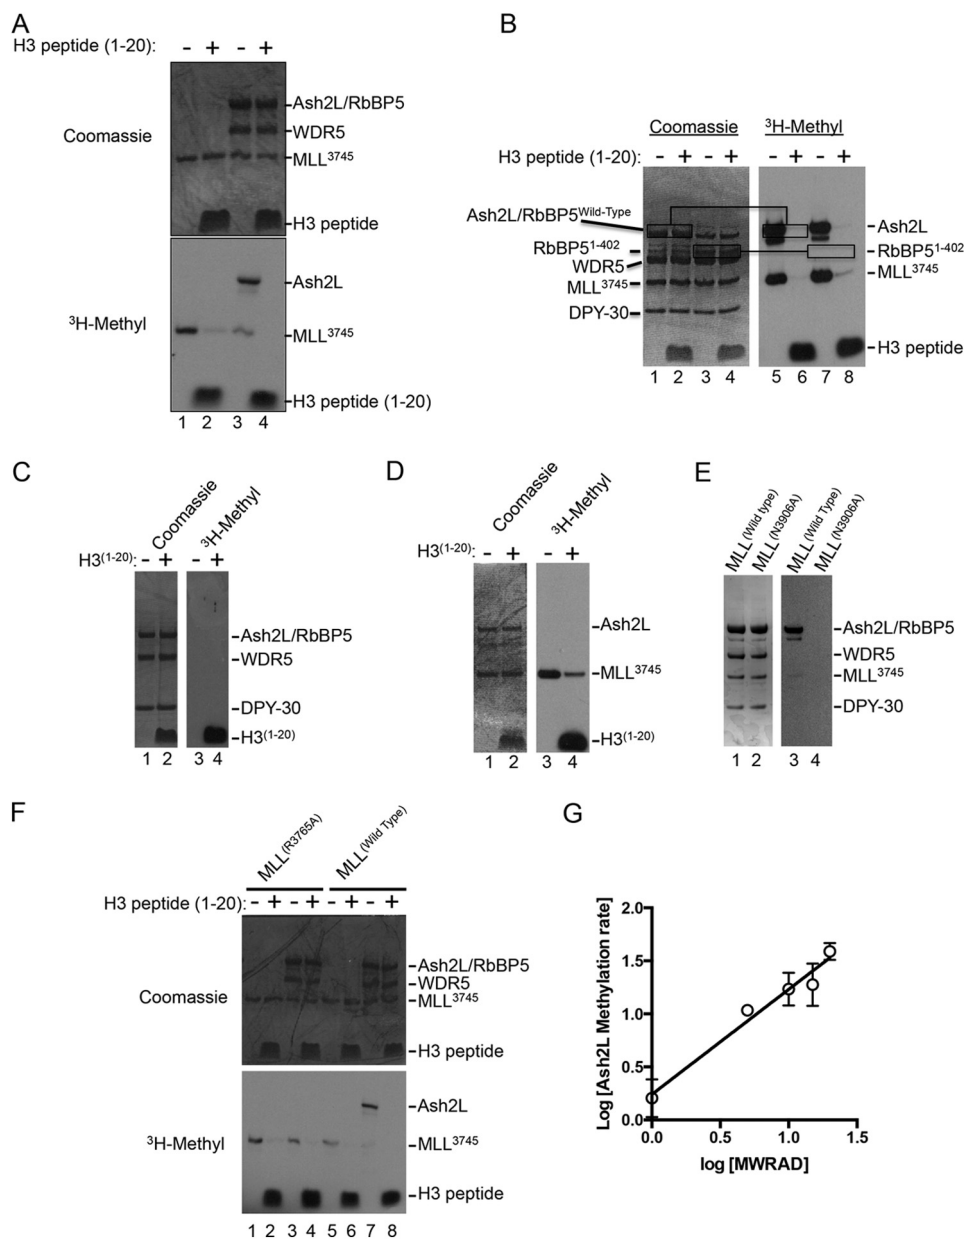 A
H3 peptide (1-20): - + - +
Coomassie
Ash2L/RbBP5
WDR5
MLL3745
H3 peptide
3H-Methyl
Ash2L
MLL3745
H3 peptide (1-20)
1 2 3 4
B
Coomassie 3H-Methyl
H3 peptide (1-20): - + - + - + - +
Ash2L/RbBP5Wild-Type
RbBP51-402
WDR5
MLL3745
DPY-30
Ash2L
RbBP51-402
MLL3745
H3 peptide
1 2 3 4 5 6 7 8
C
Coomassie
3H-Methyl
H3(1-20): - + - +
Ash2L/RbBP5
WDR5
DPY-30
H3(1-20)
1 2 3 4
D
Coomassie
3H-Methyl
H3(1-20): - + - +
Ash2L
MLL3745
H3(1-20)
1 2 3 4
E
MLL(Wild type)
MLL(N3906A)
MLL(Wild Type)
MLL(N3906A)
Ash2L/RbBP5
WDR5
MLL3745
DPY-30
1 2 3 4
F
MLL(R3765A)
MLL(Wild Type)
H3 peptide (1-20): - + - + - + - +
Coomassie
Ash2L/RbBP5
WDR5
MLL3745
H3 peptide
3H-Methyl
Ash2L
MLL3745
H3 peptide
1 2 3 4 5 6 7 8
G
Log [Ash2L Methylation rate]
2.0
1.5
1.0
0.5
0.0
0.0 0.5 1.0 1.5
log [MWRAD]